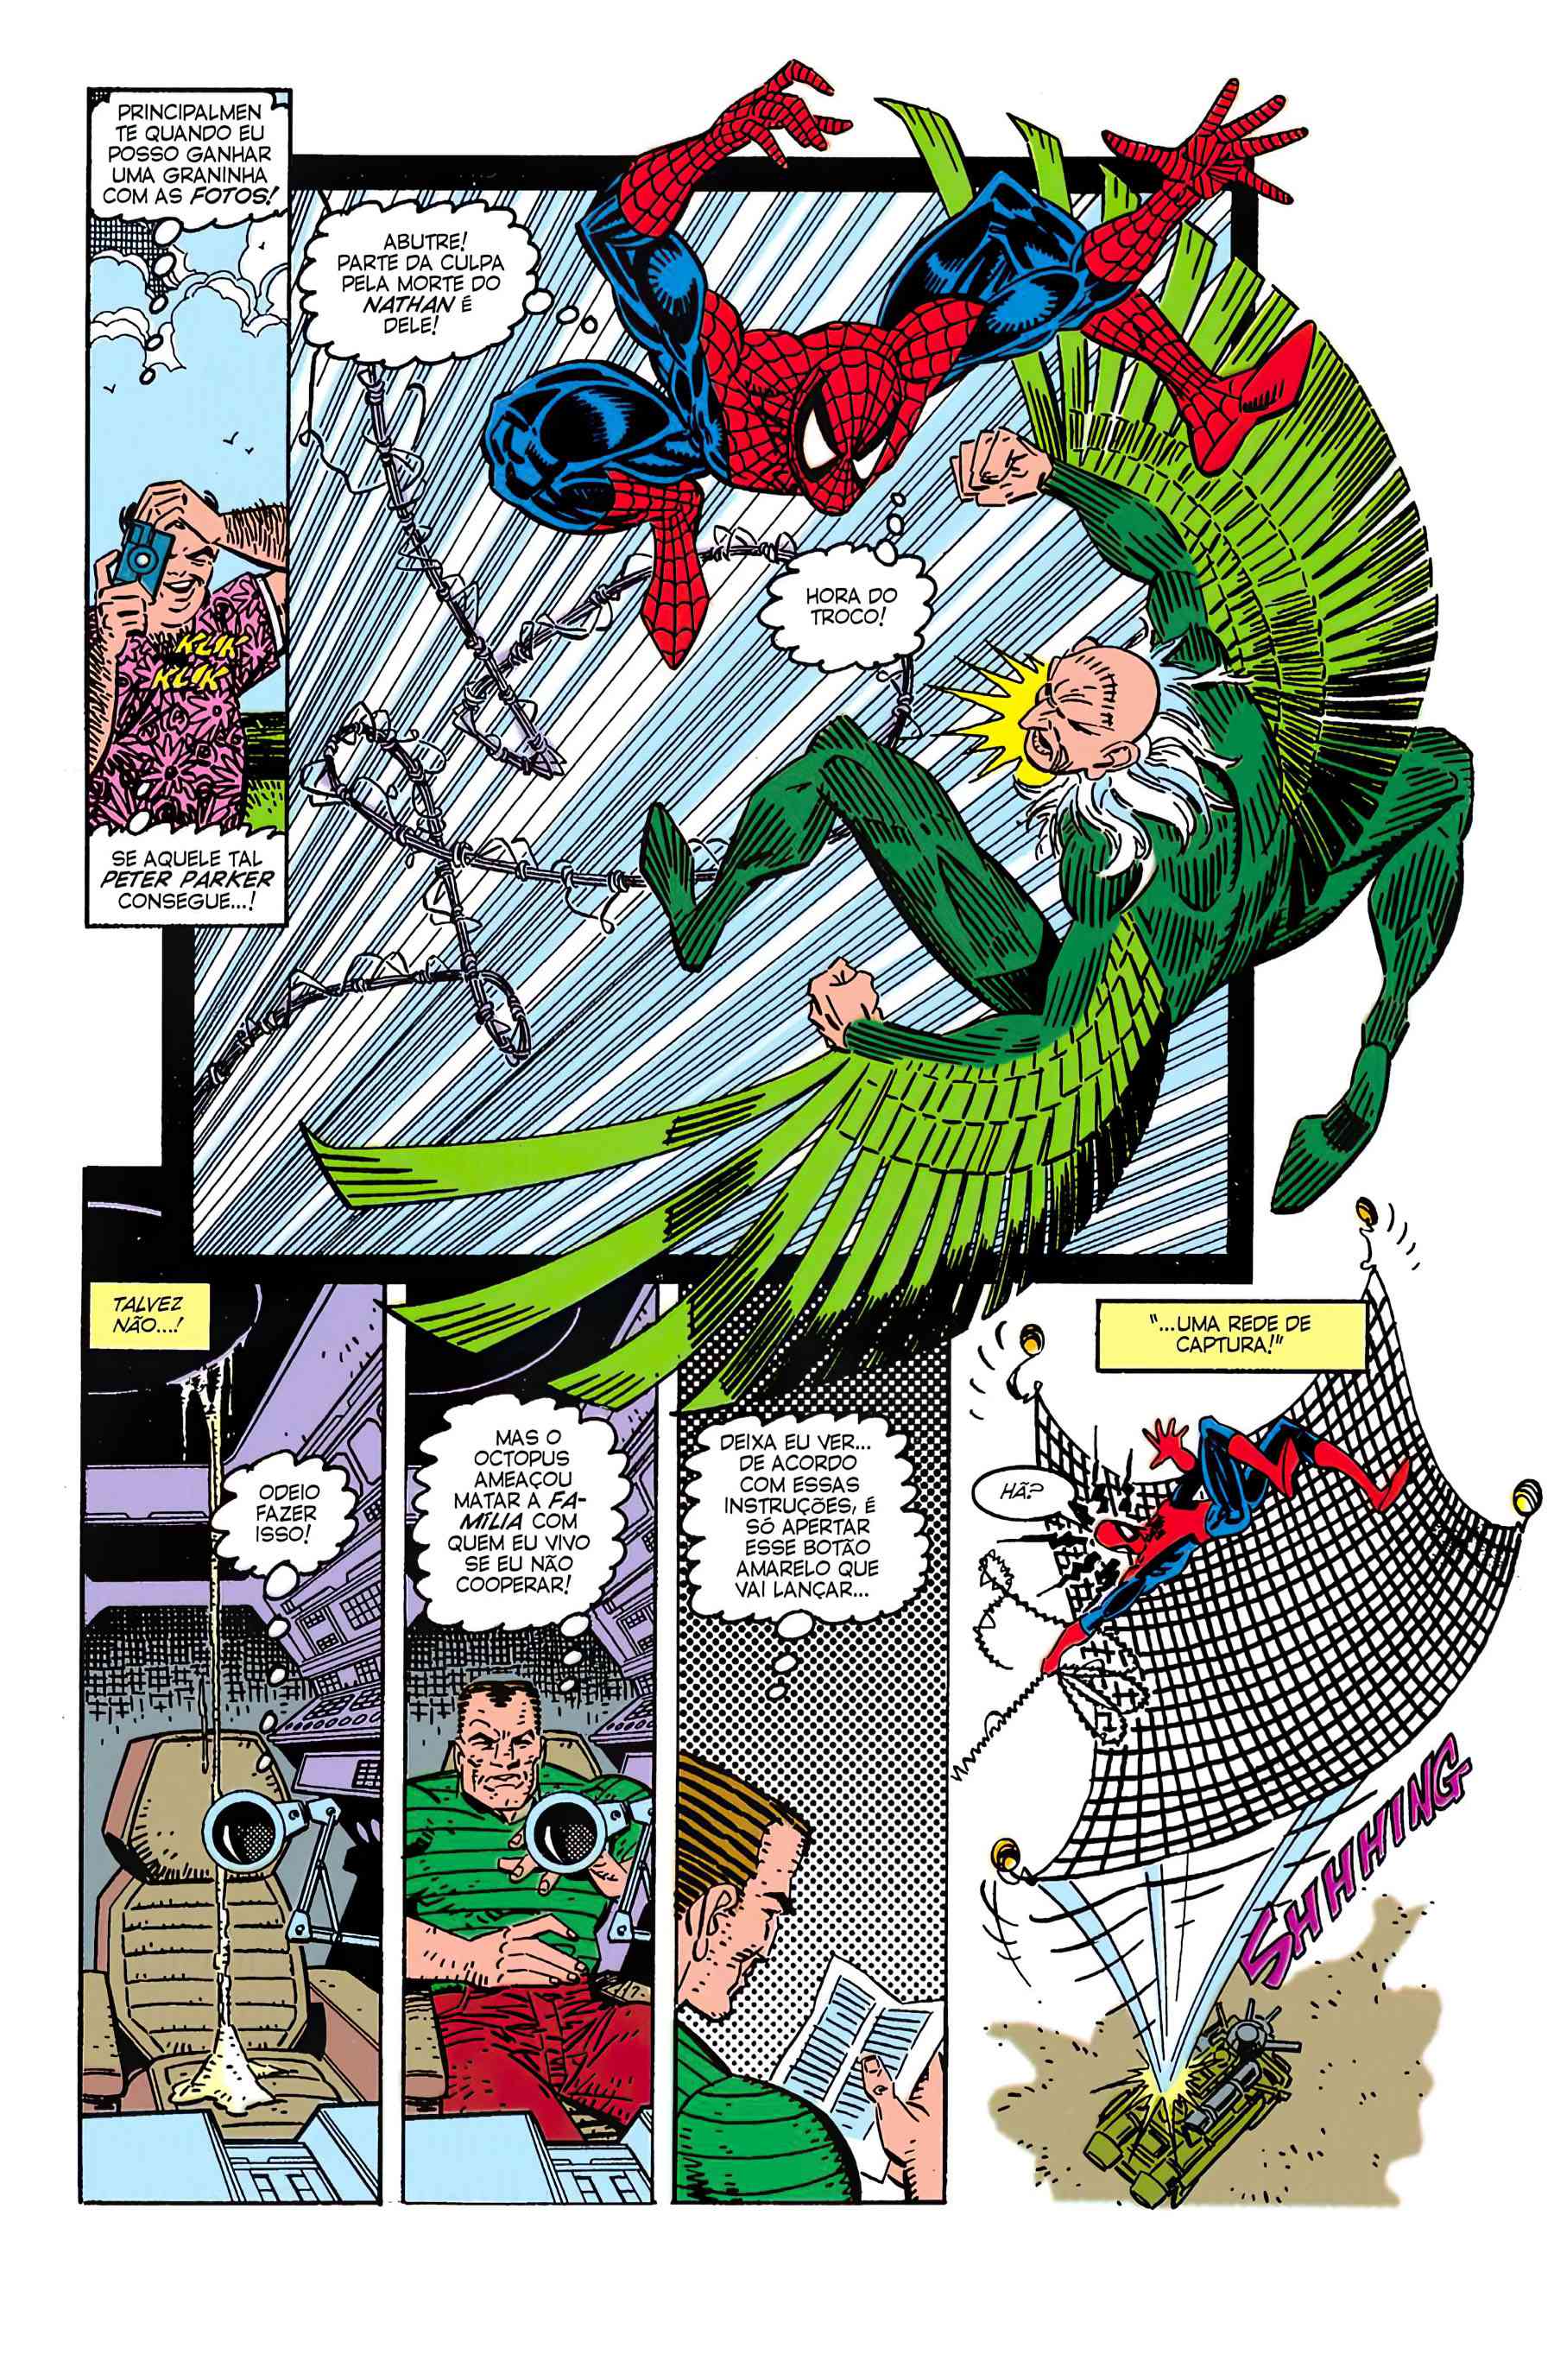 PRINCIPALMEN
TE QUANDO EU
POSSO GANHAR
UMA GRANINHA
COM AS FOTOS!
KLIK
KLIK
SE AQUELE TAL
PETER PARKER
CONSEGUE...!
ABUTRE!
PARTE DA CULPA
PELA MORTE DO
NATHAN É
DELE!
HORA DO
TROCO!
TALVEZ
NÃO...!
ODEIO
FAZER
ISSO!
MAS O
OCTOPUS
AMEAÇOU
MATAR A FA-
MÍLIA COM
QUEM EU VIVO
SE EU NÃO
COOPERAR!
DEIXA EU VER...
DE ACORDO
COM ESSAS
INSTRUÇÕES, É
SÓ APERTAR
ESSE BOTÃO
AMARELO QUE
VAI LANÇAR...
"...UMA REDE DE
CAPTURA!"
HÃ?
SHHHING